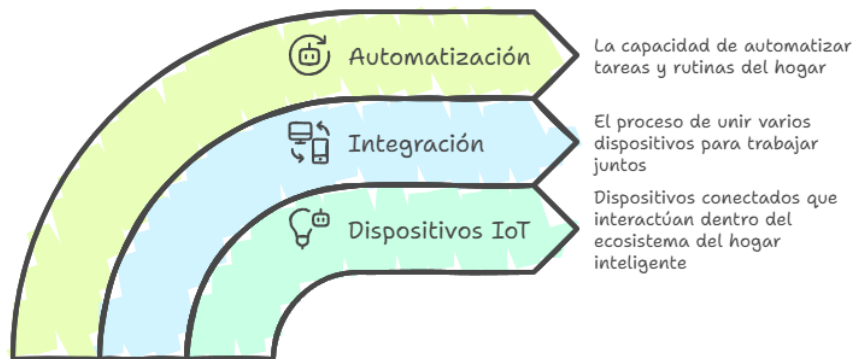 Automatización
La capacidad de automatizar
tareas y rutinas del hogar
Integración
El proceso de unir varios
dispositivos para trabajar
juntos
Dispositivos IoT
Dispositivos conectados que
interactúan dentro del
ecosistema del hogar
inteligente